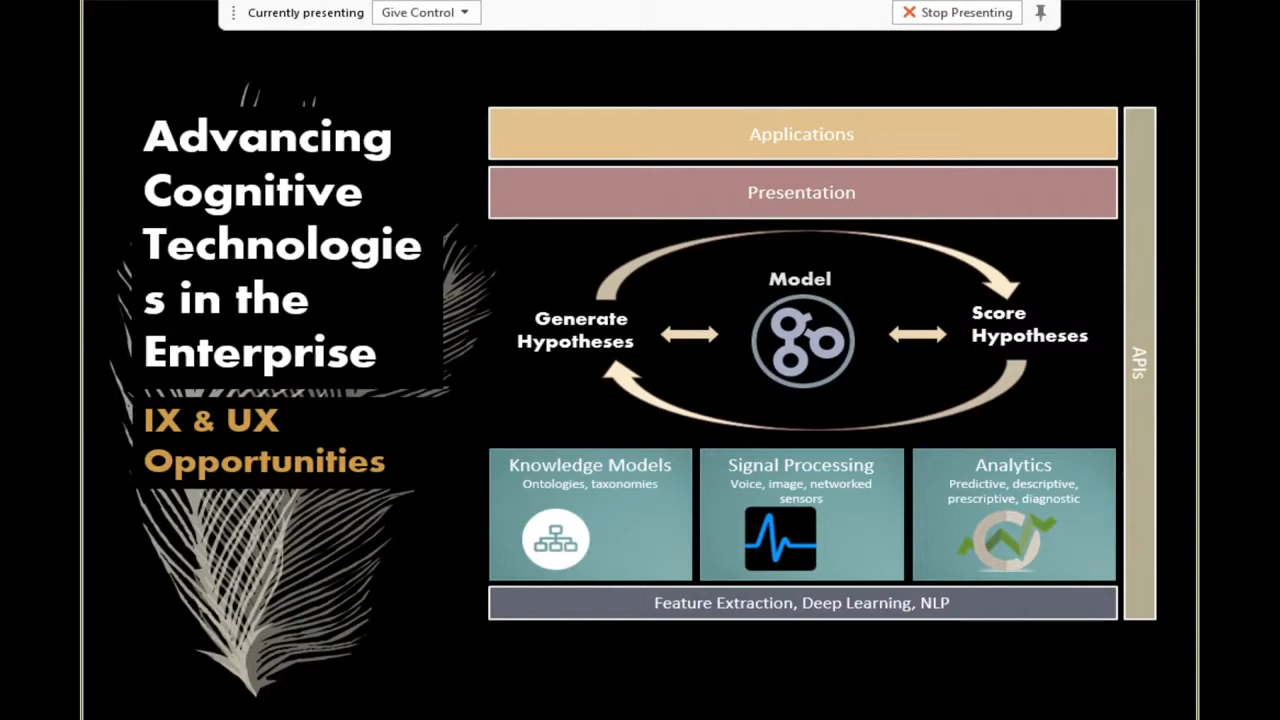 Currently presenting
Give Control
Stop Presenting
Advancing
Cognitive
Technologie
s in the
Enterprise
IX & UX
Opportunities
Applications
Presentation
Model
Generate
Hypotheses
Score
Hypotheses
APIs
Knowledge Models
Ontologies, taxonomies
Signal Processing
Voice, image, networked
sensors
Analytics
Predictive, descriptive,
prescriptive, diagnostic
Feature Extraction, Deep Learning, NLP